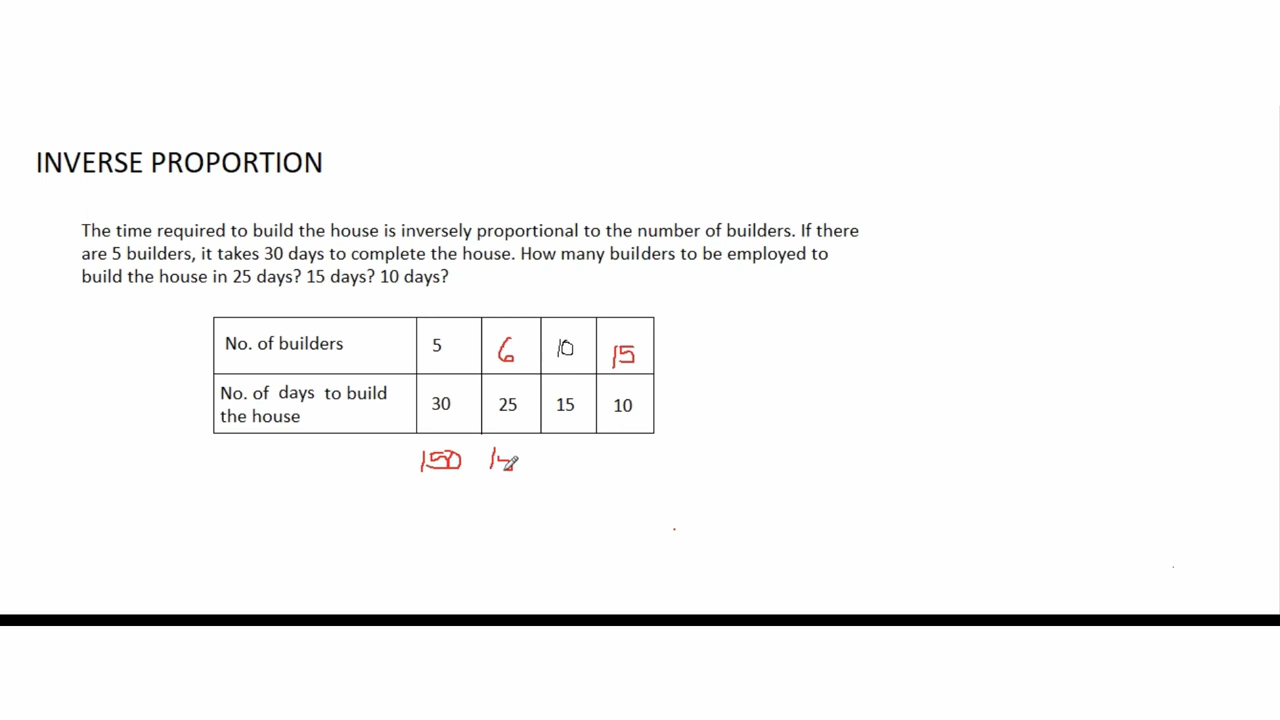 INVERSE PROPORTION
The time required to build the house is inversely proportional to the number of builders. If there
are 5 builders, it takes 30 days to complete the house. How many builders to be employed to
build the house in 25 days? 15 days? 10 days?
No. of builders 5 6 10 15
No. of days to build
the house 30 25 15 10
150